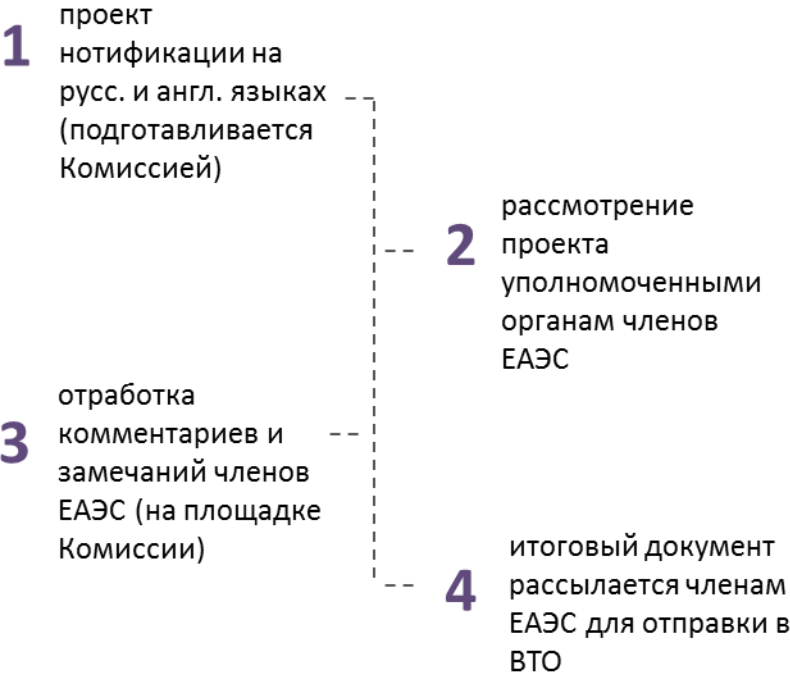 1
проект
нотификации на
русс. и англ. языках
(подготавливается
Комиссией)
2
рассмотрение
проекта
уполномоченными
органам членов
ЕАЭС
3
отработка
комментариев и
замечаний членов
ЕАЭС (на площадке
Комиссии)
4
итоговый документ
рассылается членам
ЕАЭС для отправки в
ВТО